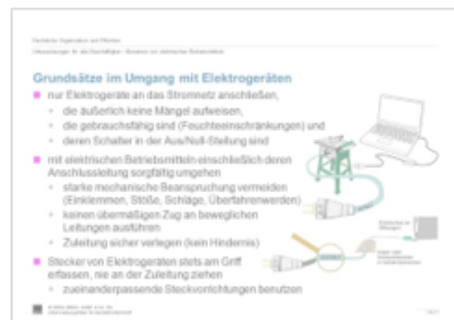 Grundsätze im Umgang mit Elektrogeräten
nur Elektrogeräte an das Stromnetz anschließen,
die äußerlich keine Mängel aufweisen,
die gebrauchsfähig sind (Feuchteeinschränkungen) und
deren Schalter in der Aus/Null-Stellung sind
mit elektrischen Betriebsmitteln einschließlich deren
Anschlussleitung sorgfältig umgehen
starke mechanische Beanspruchung vermeiden
(Einklemmen, Stöße, Schläge, Überfahrenwerden)
keinen übermäßigen Zug an beweglichen
Leitungen ausführen
Zuleitung sicher verlegen (kein Hindernis)
Stecker von Elektrogeräten stets am Griff
erfassen, nie an der Zuleitung ziehen
zueinanderpassende Steckvorrichtungen benutzen